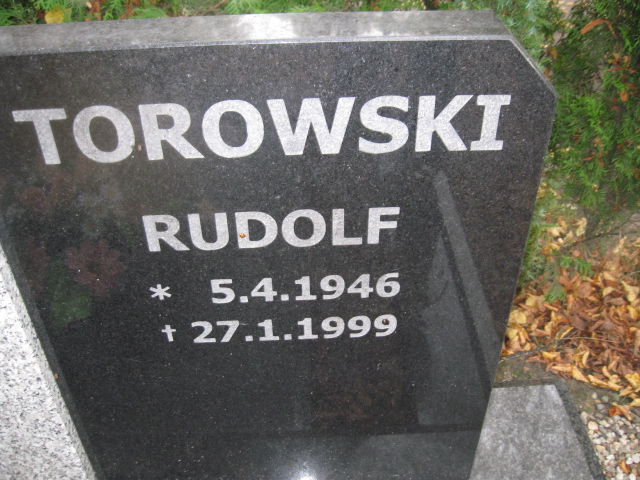 TOROWSKI
RUDOLF
* 5.4.1946
† 27.1.1999